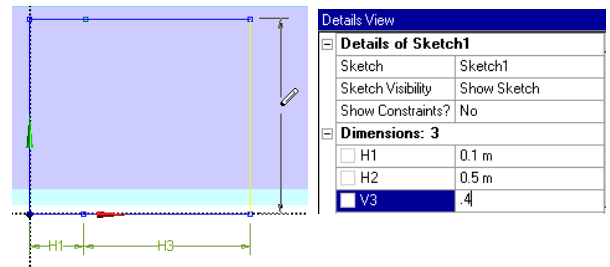 H1
H3
Details View
Details of Sketch1
Sketch Sketch1
Sketch Visibility Show Sketch
Show Constraints? No
Dimensions: 3
H1 0.1 m
H2 0.5 m
V3 .4